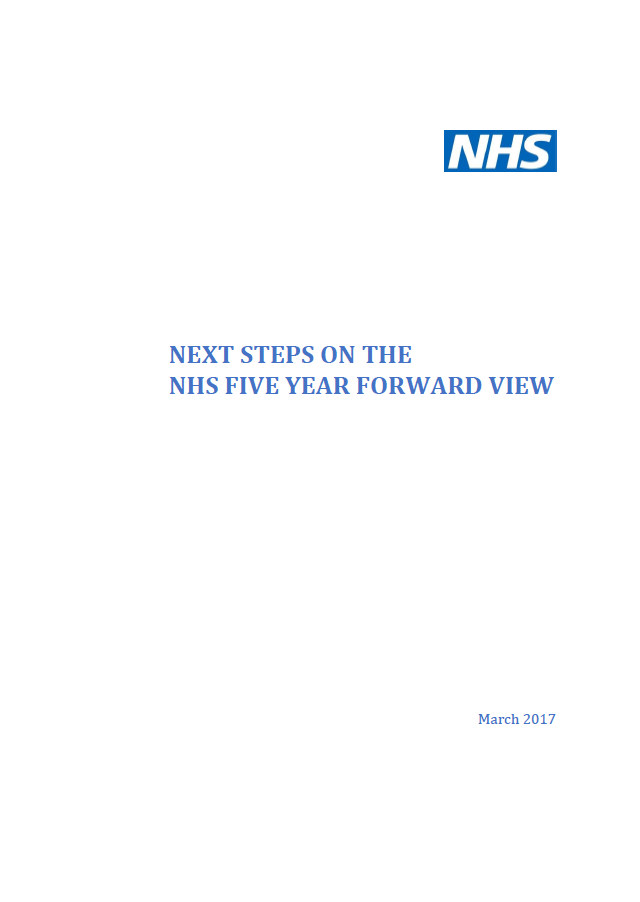 NHS
NEXT STEPS ON THE
NHS FIVE YEAR FORWARD VIEW
March 2017